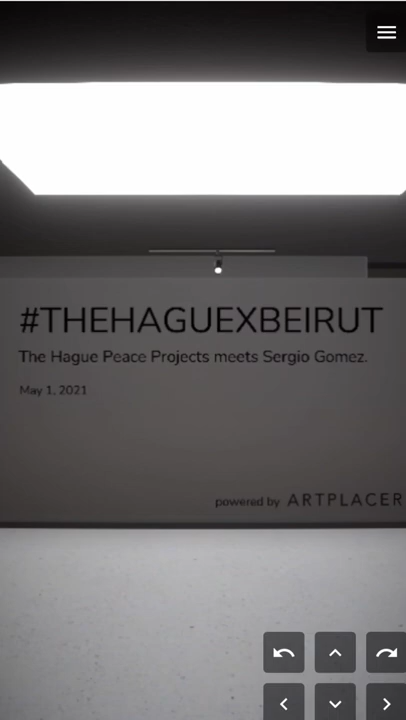 #THEHAGUEXBEIRUT
The Hague Peace Projects meets Sergio Gomez.
May 1, 2021
powered by ARTPLACER